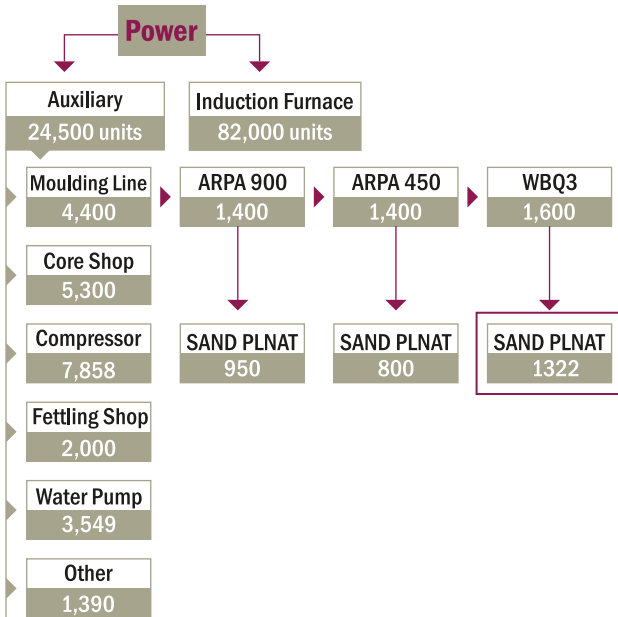 Power
Auxiliary
24,500 units
Induction Furnace
82,000 units
Moulding Line
4,400
ARPA 900
1,400
ARPA 450
1,400
WBQ3
1,600
Core Shop
5,300
Compressor
7,858
SAND PLNAT
950
SAND PLNAT
800
SAND PLNAT
1322
Fettling Shop
2,000
Water Pump
3,549
Other
1,390